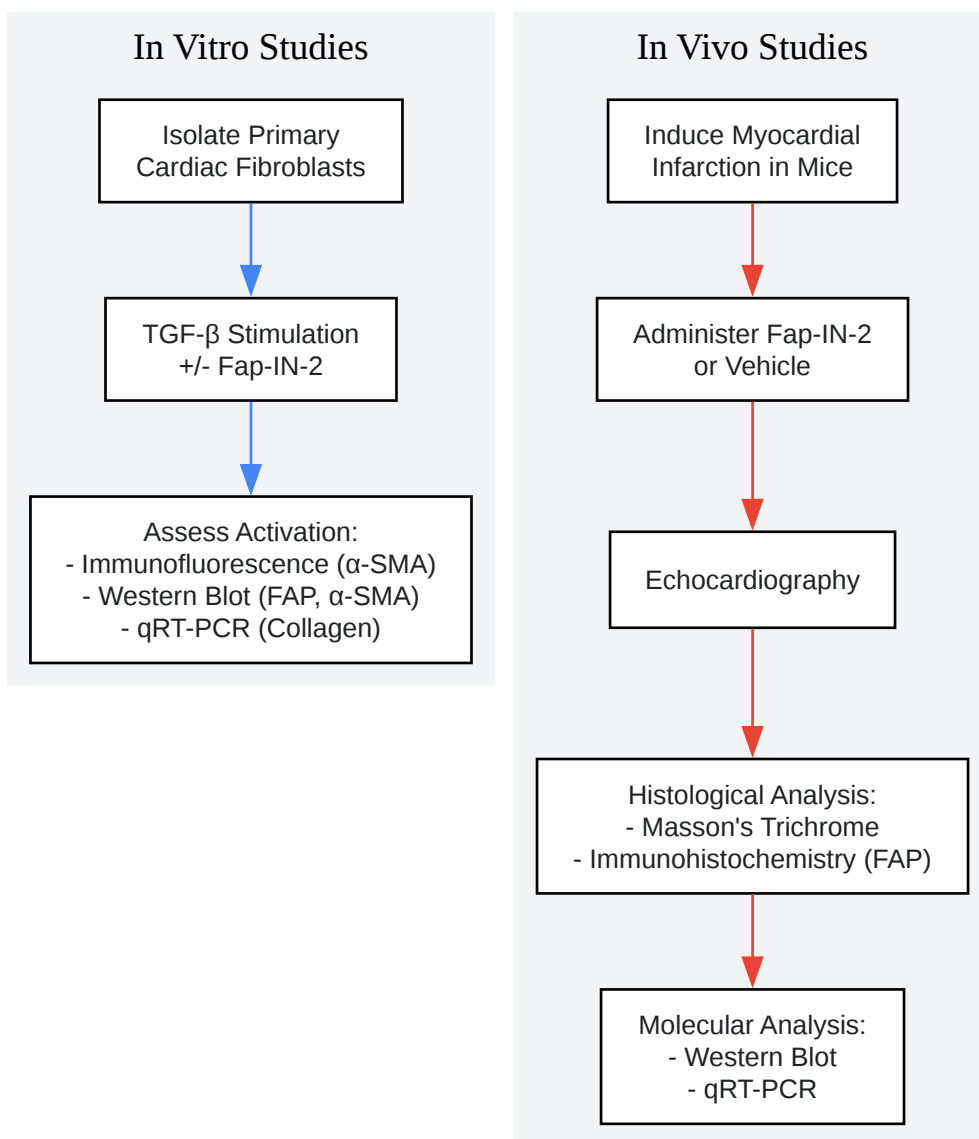 In Vitro Studies
Isolate Primary
Cardiac Fibroblasts
TGF-β Stimulation
+/- Fap-IN-2
Assess Activation:
- Immunofluorescence (α-SMA)
- Western Blot (FAP, α-SMA)
- qRT-PCR (Collagen)
In Vivo Studies
Induce Myocardial
Infarction in Mice
Administer Fap-IN-2
or Vehicle
Echocardiography
Histological Analysis:
- Masson's Trichrome
- Immunohistochemistry (FAP)
Molecular Analysis:
- Western Blot
- qRT-PCR